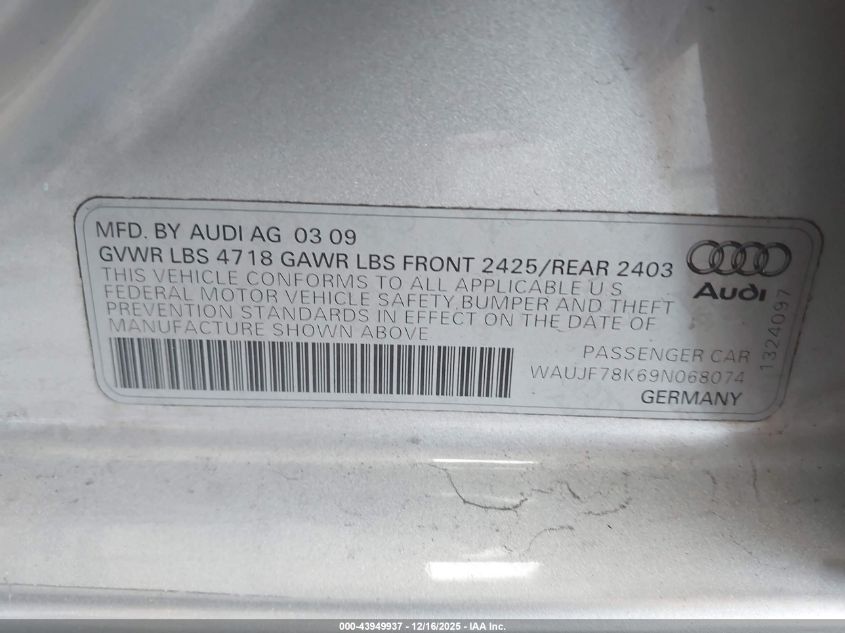 MFD. BY AUDI AG 03 09
GVWR LBS 4718 GAWR LBS FRONT 2425/REAR 2403
THIS VEHICLE CONFORMS TO ALL APPLICABLE U S
FEDERAL MOTOR VEHICLE SAFETY, BUMPER AND THEFT
PREVENTION STANDARDS IN EFFECT ON THE DATE OF
MANUFACTURE SHOWN ABOVE
Audi
1324097
PASSENGER CAR
WAUJF78K69N068074
GERMANY
000-43949937 - 12/16/2025 - IAA Inc.